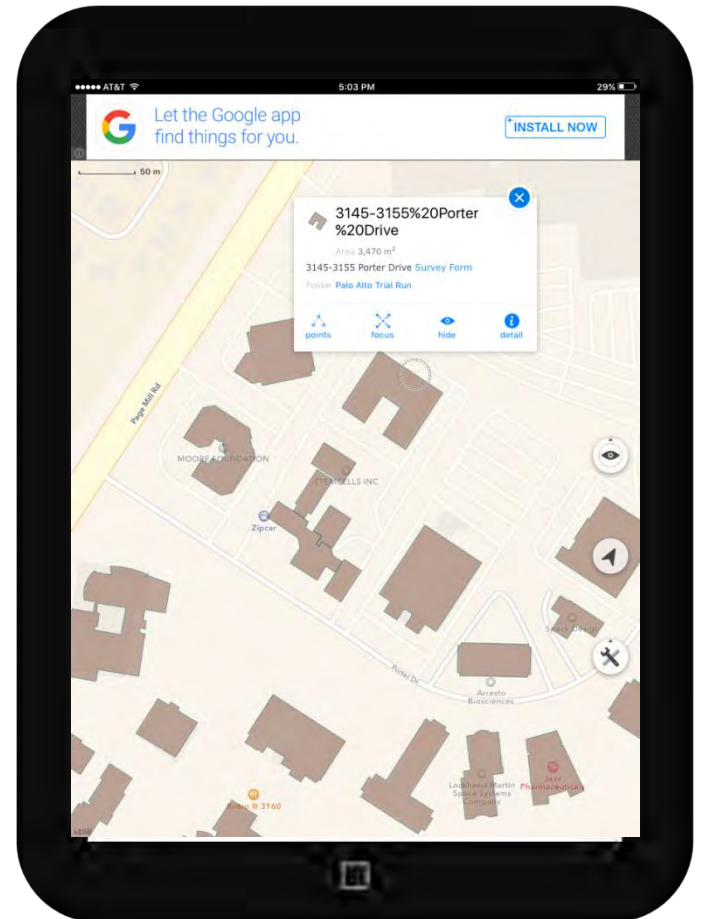 AT&T
5:03 PM
29%
G
Let the Google app
find things for you.
INSTALL NOW
50 m
3145-3155%20Porter
%20Drive
Area 3,470 m²
3145-3155 Porter Drive Survey Form
Folder Palo Alto Trial Run
points
focus
hide
detail
Page Mill Rd
MOORE FOUNDATION
STEMCELLS INC
Zipcar
Space Design
Porter Dr
Arresto
Biosciences
Lockheed Martin
Space Systems
Company
Jazz
Pharmaceuticals
@ 3160
Legal